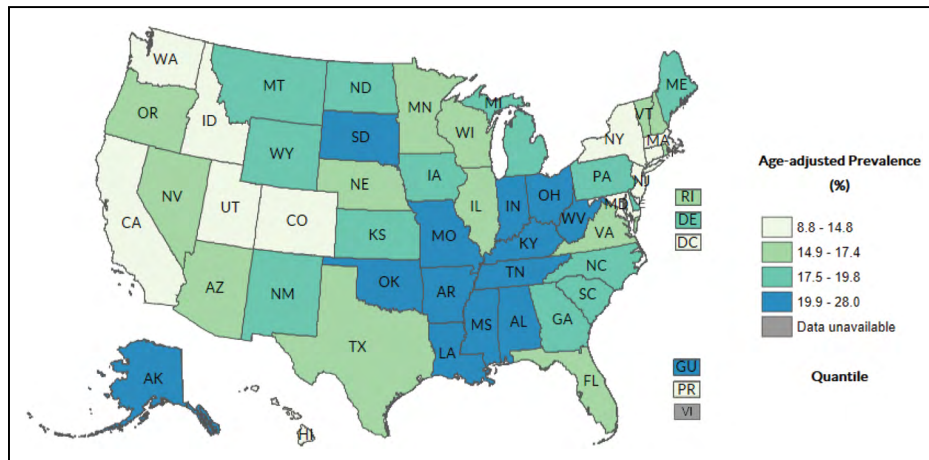 WA
MT
ND
MN
ME
OR
ID
SD
WI
MI
VT
NY
MA
WY
IA
NE
PA
NJ
NV
UT
CO
IL
IN
OH
MD
WV
VA
CA
KS
MO
KY
NC
TN
AZ
NM
OK
AR
SC
MS
AL
GA
TX
LA
FL
AK
HI
RI
DE
DC
GU
PR
VI
Age-adjusted Prevalence
(%)
8.8 - 14.8
14.9 - 17.4
17.5 - 19.8
19.9 - 28.0
Data unavailable
Quantile